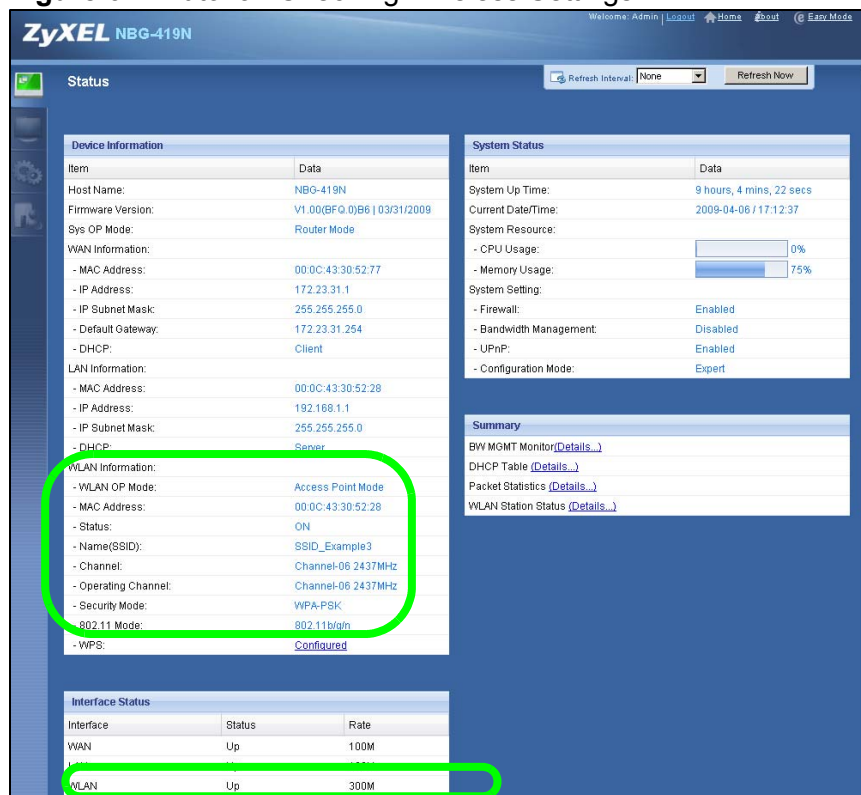 ZyXEL NBG-419N
Welcome: Admin | Logout Home About Easy Mode
Status
Refresh Interval: None Refresh Now
Device Information
Item Data
Host Name: NBG-419N
Firmware Version: V1.00(BFQ.0)B6 | 03/31/2009
Sys OP Mode: Router Mode
WAN Information:
- MAC Address: 00:0C:43:30:52:77
- IP Address: 172.23.31.1
- IP Subnet Mask: 255.255.255.0
- Default Gateway: 172.23.31.254
- DHCP: Client
LAN Information:
- MAC Address: 00:0C:43:30:52:28
- IP Address: 192.168.1.1
- IP Subnet Mask: 255.255.255.0
- DHCP: Server
WLAN Information:
- WLAN OP Mode: Access Point Mode
- MAC Address: 00:0C:43:30:52:28
- Status: ON
- Name(SSID): SSID_Example3
- Channel: Channel-06 2437MHz
- Operating Channel: Channel-06 2437MHz
- Security Mode: WPA-PSK
- 802.11 Mode: 802.11b/g/n
- WPS: Configured
Interface Status
Interface Status Rate
WAN Up 100M
WLAN Up 300M
System Status
Item Data
System Up Time: 9 hours, 4 mins, 22 secs
Current Date/Time: 2009-04-06 / 17:12:37
System Resource:
- CPU Usage: 0%
- Memory Usage: 75%
System Setting:
- Firewall: Enabled
- Bandwidth Management: Disabled
- UPnP: Enabled
- Configuration Mode: Expert
Summary
BW MGMT Monitor(Details...)
DHCP Table (Details...)
Packet Statistics (Details...)
WLAN Station Status (Details...)